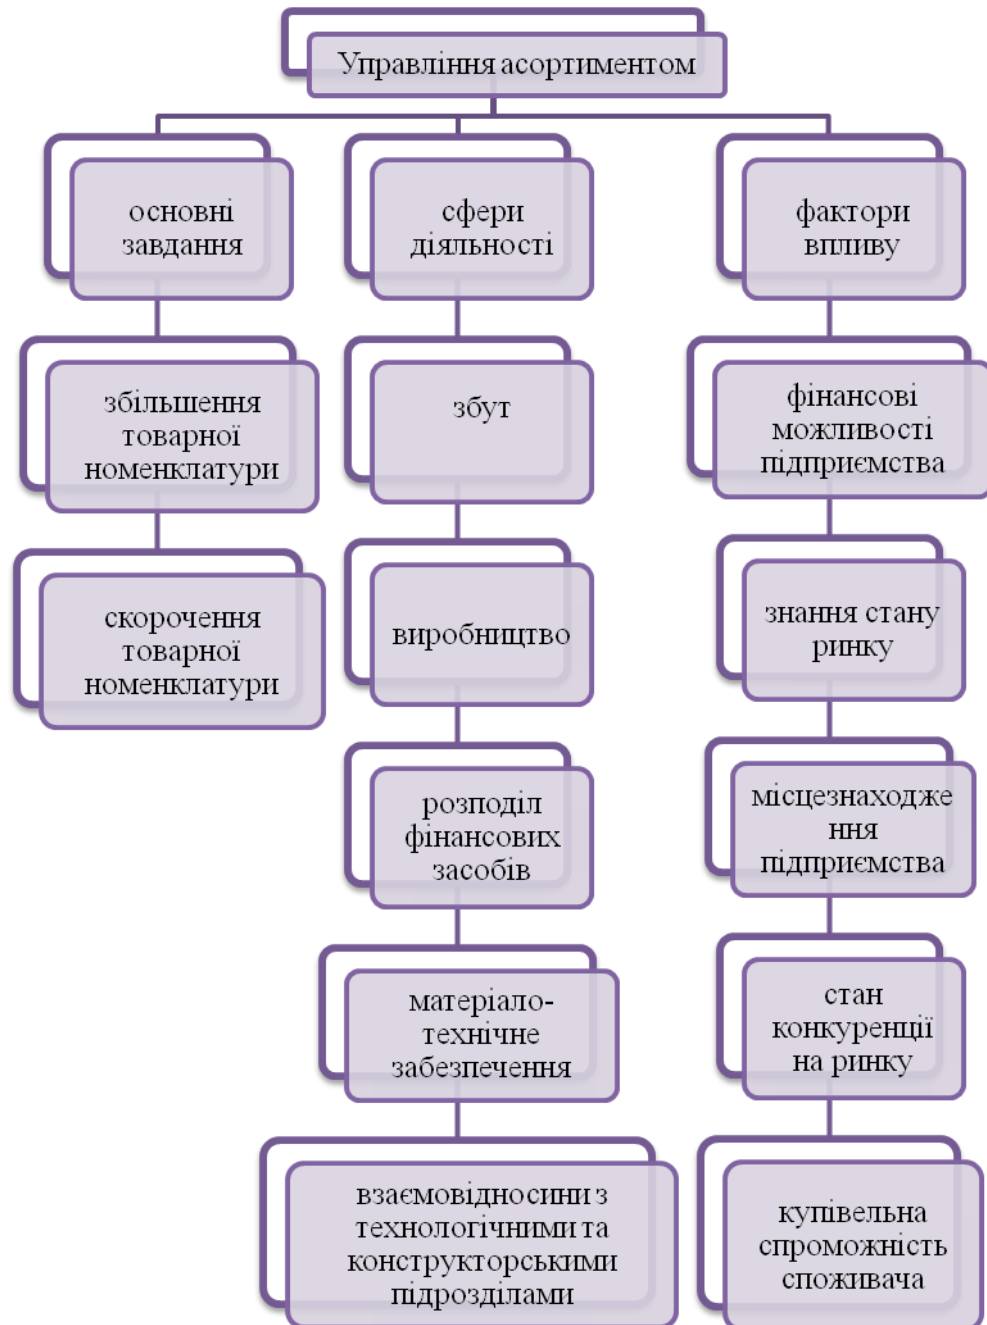 Управління асортиментом
основні
завдання
збільшення
товарної
номенклатури
скорочення
товарної
номенклатури
сфери
діяльності
збут
виробництво
розподіл
фінансових
засобів
матеріало-
технічне
забезпечення
взаємовідносини з
технологічними та
конструкторськими
підрозділами
фактори
впливу
фінансові
можливості
підприємства
знання стану
ринку
місцезнаходже
ння
підприємства
стан
конкуренції
на ринку
купівельна
спроможність
споживача